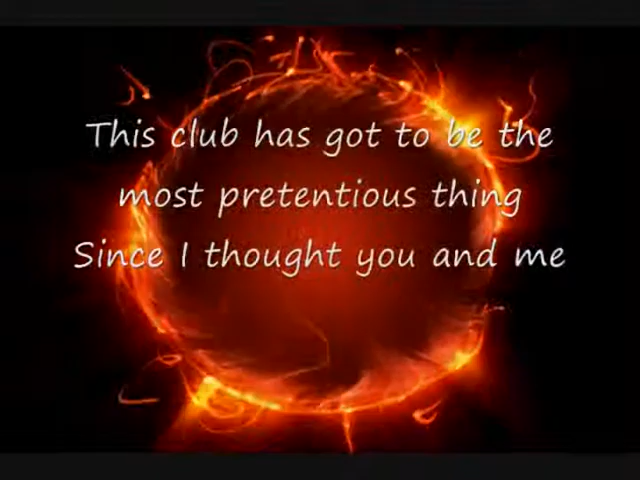 This club has got to be the
most pretentious thing
Since I thought you and me